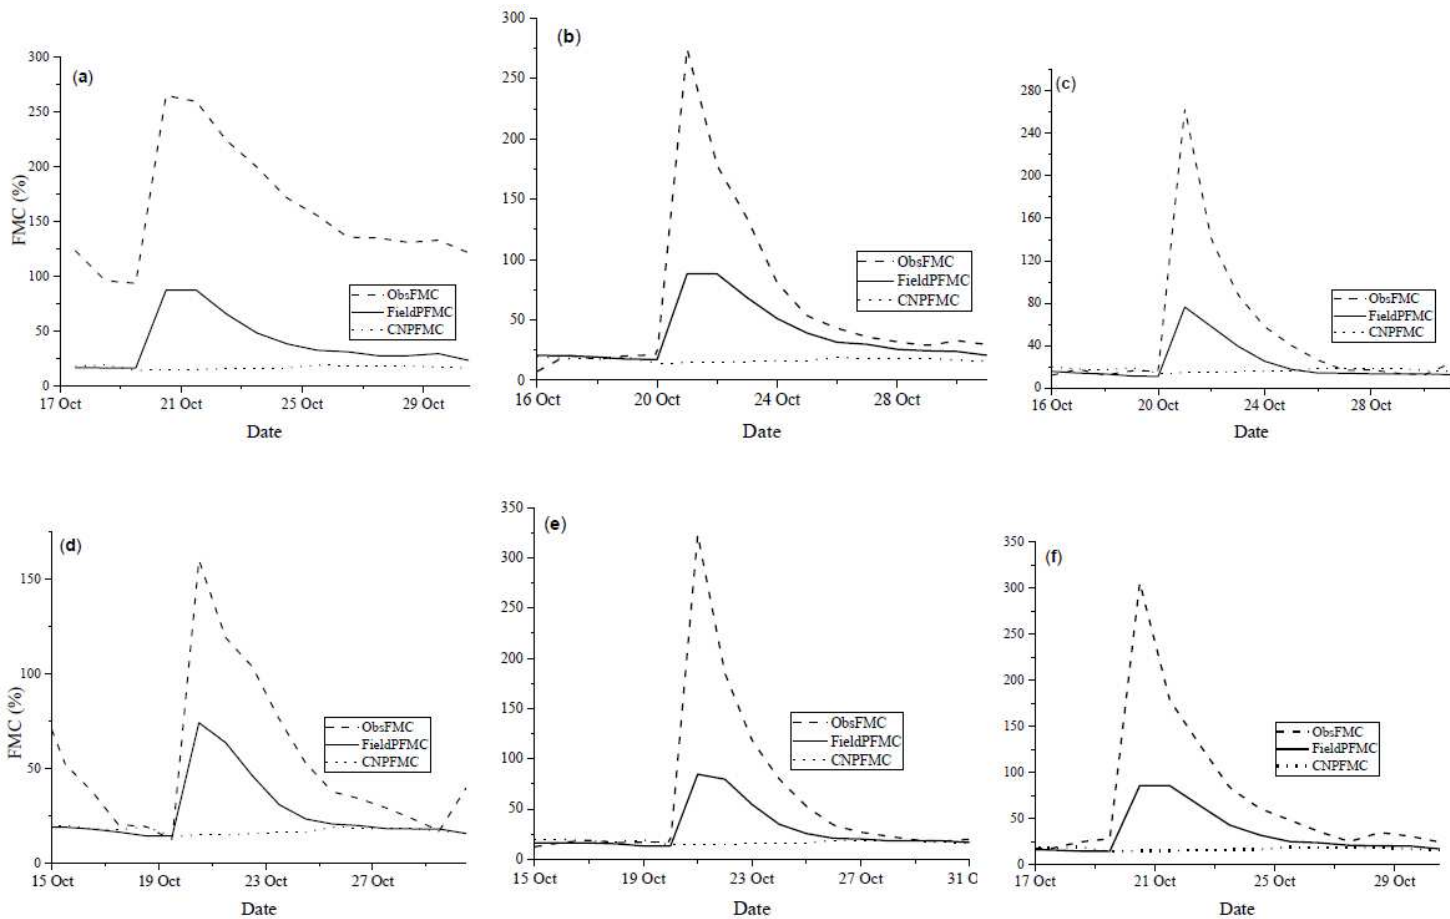 (a)
300
250
200
150
100
50
0
FMC (%)
ObsFMC
FieldPFMC
CNPFMC
17 Oct 21 Oct 25 Oct 29 Oct
Date
(b)
300
250
200
150
100
50
0
ObsFMC
FieldPFMC
CNPFMC
16 Oct 20 Oct 24 Oct 28 Oct
Date
(c)
280
240
200
160
120
80
40
0
ObsFMC
FieldPFMC
CNPFMC
16 Oct 20 Oct 24 Oct 28 Oct
Date
(d)
150
100
50
0
FMC (%)
ObsFMC
FieldPFMC
CNPFMC
15 Oct 19 Oct 23 Oct 27 Oct
Date
(e)
350
300
250
200
150
100
50
0
ObsFMC
FieldPFMC
CNPFMC
15 Oct 19 Oct 23 Oct 27 Oct 31 O
Date
(f)
350
300
250
200
150
100
50
0
ObsFMC
FieldPFMC
CNPFMC
17 Oct 21 Oct 25 Oct 29 Oct
Date